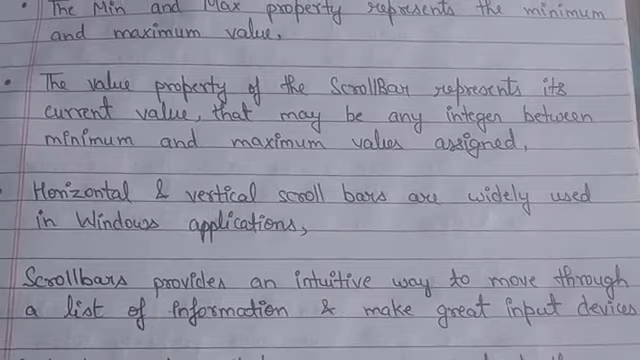 • The Min and Max property represents the minimum
and maximum value.
• The value property of the ScrollBar represents its
current value, that may be any integer between
minimum and maximum values assigned.
Horizontal & vertical scroll bars are widely used
in Windows applications,
Scrollbars provides an intuitive way to move through
a list of information & make great input devices